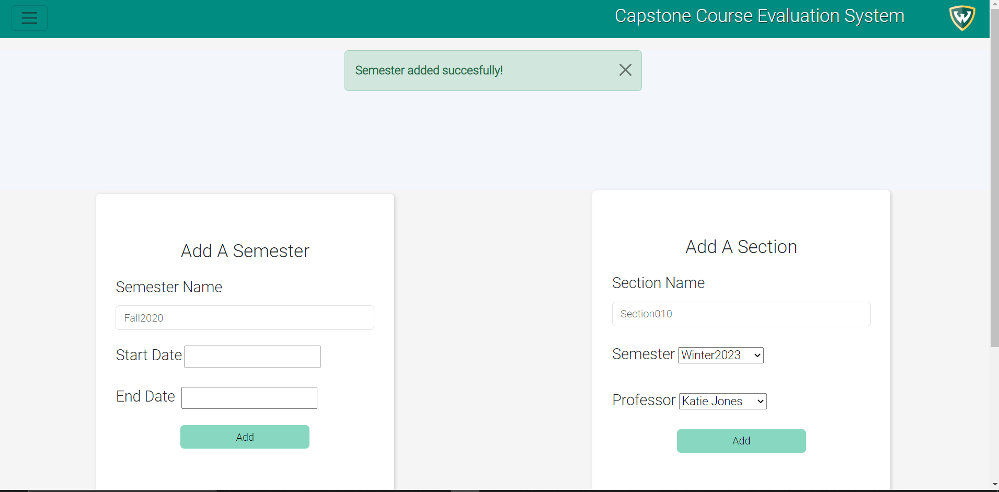 Capstone Course Evaluation System
Semester added succesfully!
Add A Semester
Semester Name
Fall2020
Start Date
End Date
Add
Add A Section
Section Name
Section010
Semester Winter2023
Professor Katie Jones
Add